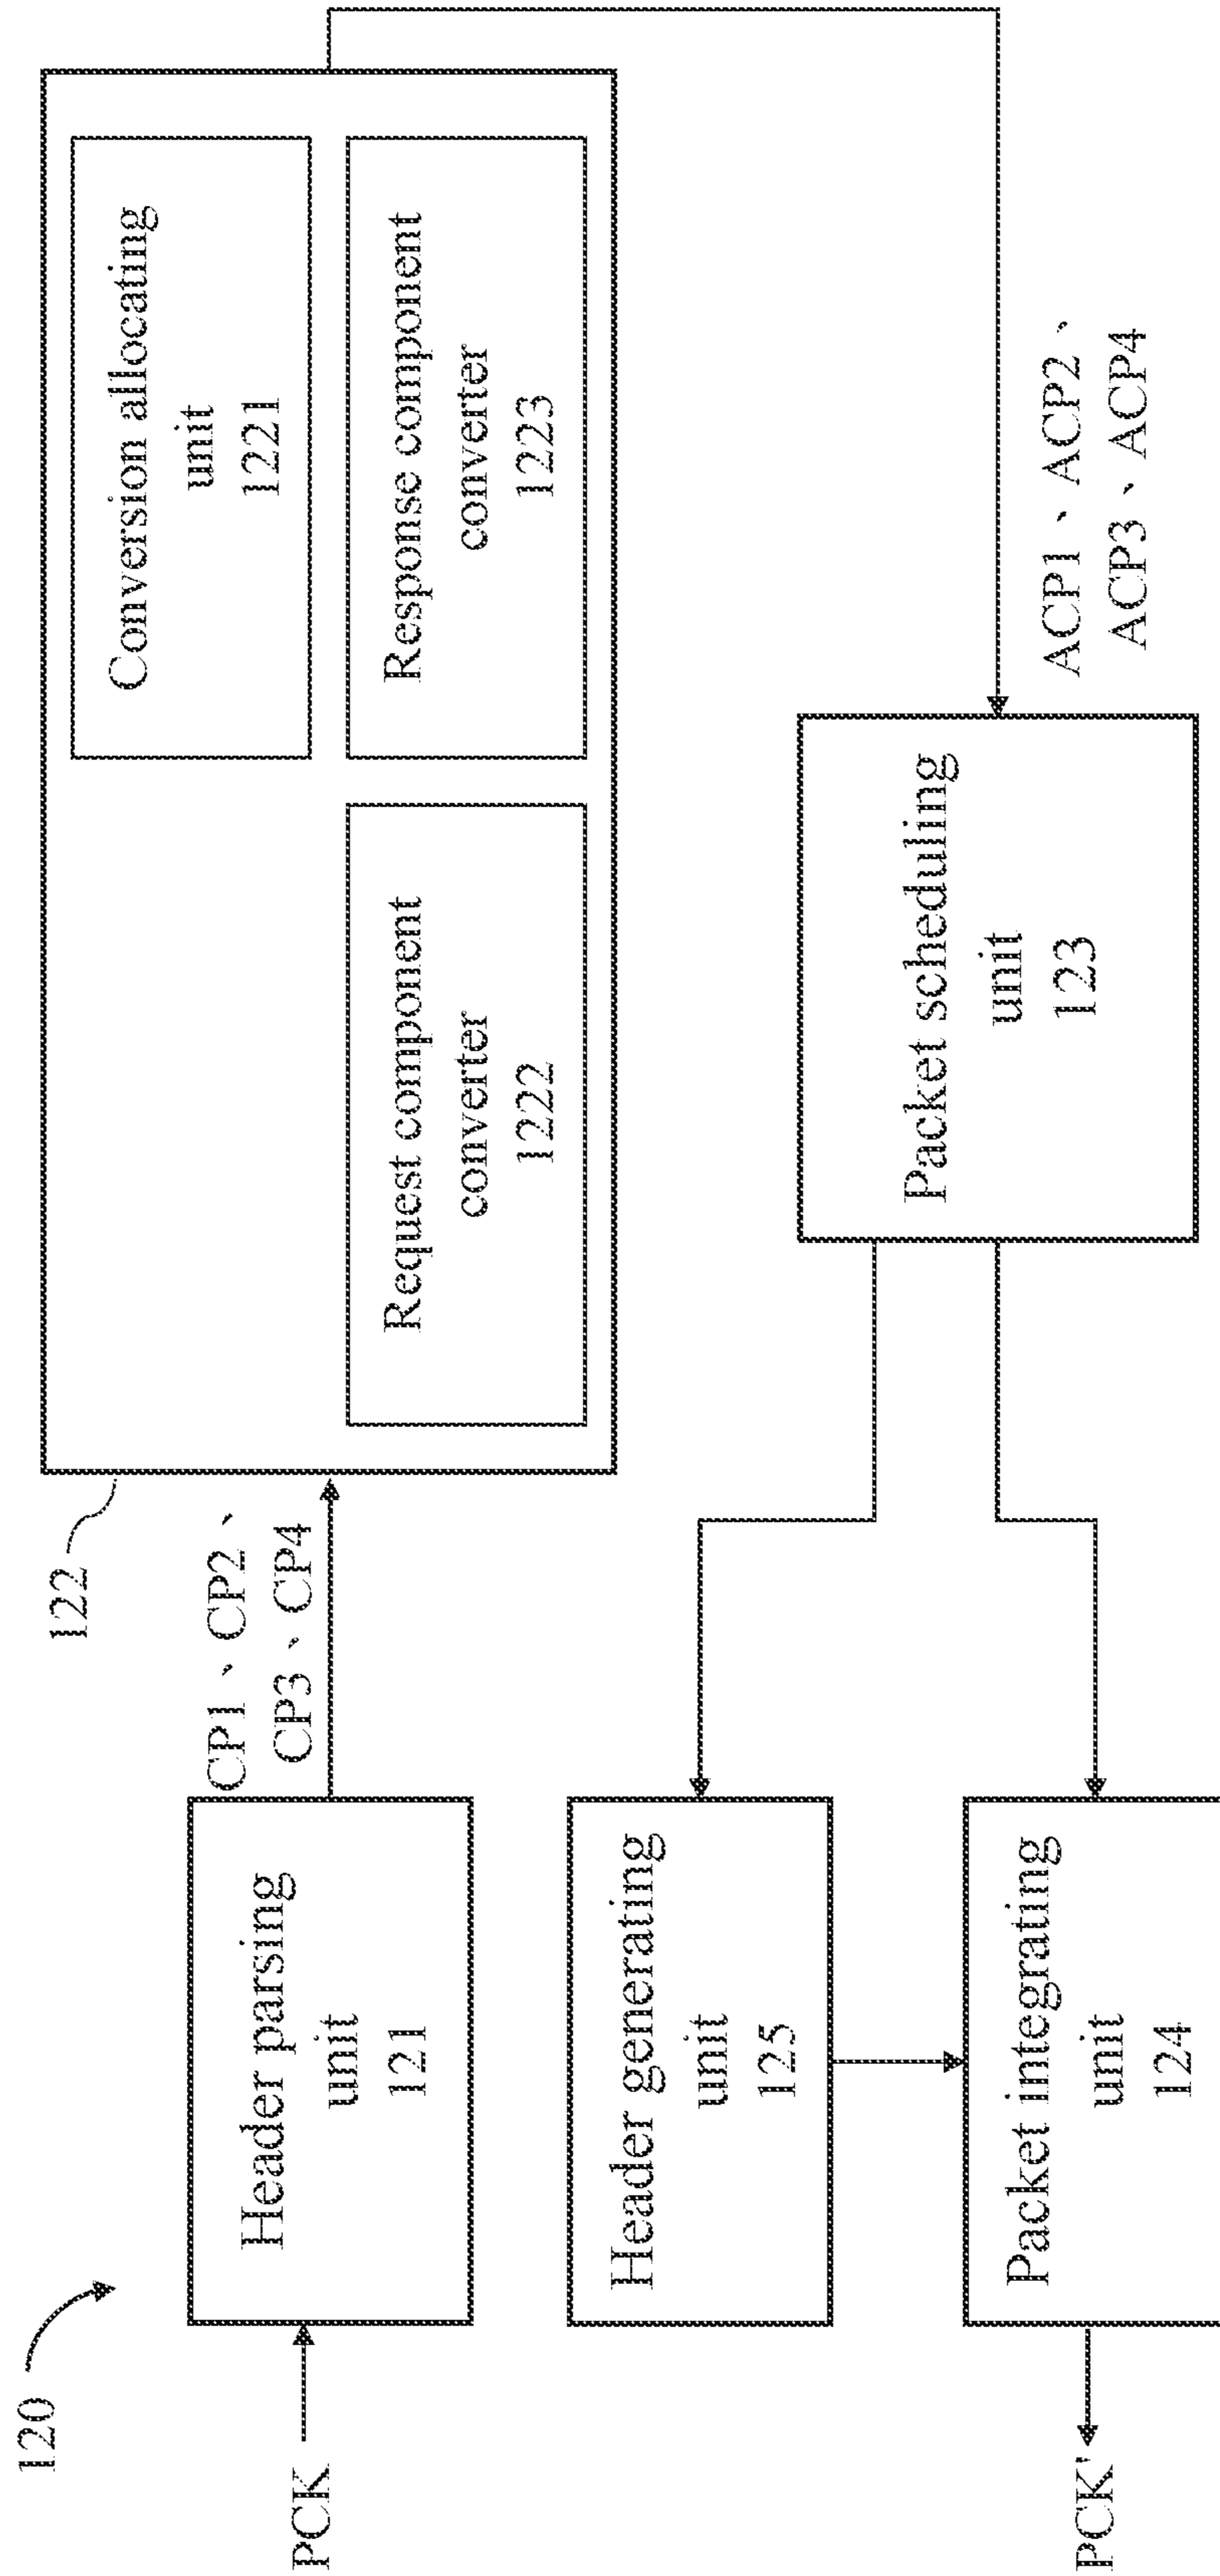 120
122
PCK
Header parsing
unit
121
CP1、CP2、
CP3、CP4
Conversion allocating
unit
1221
Request component
converter
1222
Response component
converter
1223
Header generating
unit
125
Packet scheduling
unit
123
ACP1、ACP2、
ACP3、ACP4
Packet integrating
unit
124
PCK'